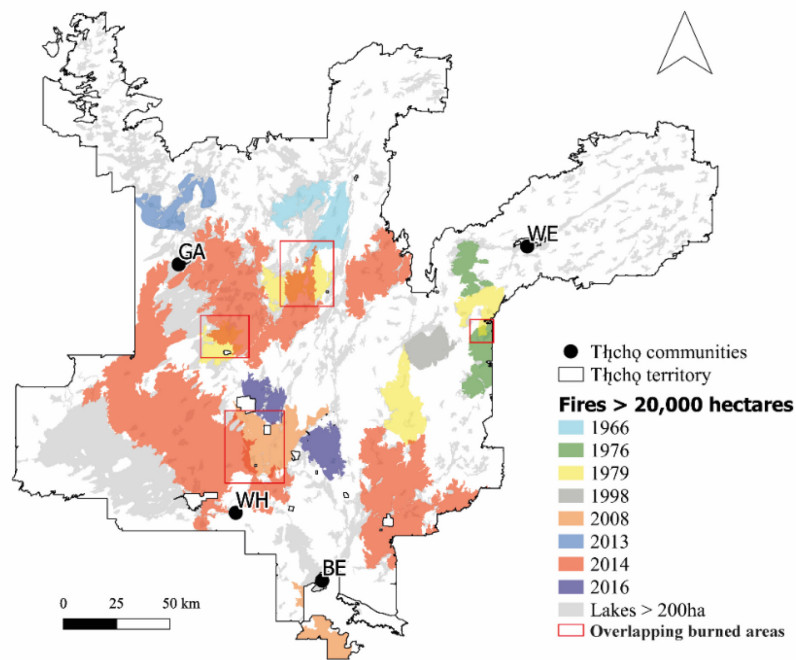 WE
GA
WH
BE
Tłı̨chǫ communities
Tłı̨chǫ territory
Fires > 20,000 hectares
1966
1976
1979
1998
2008
2013
2014
2016
Lakes > 200ha
Overlapping burned areas
0 25 50 km